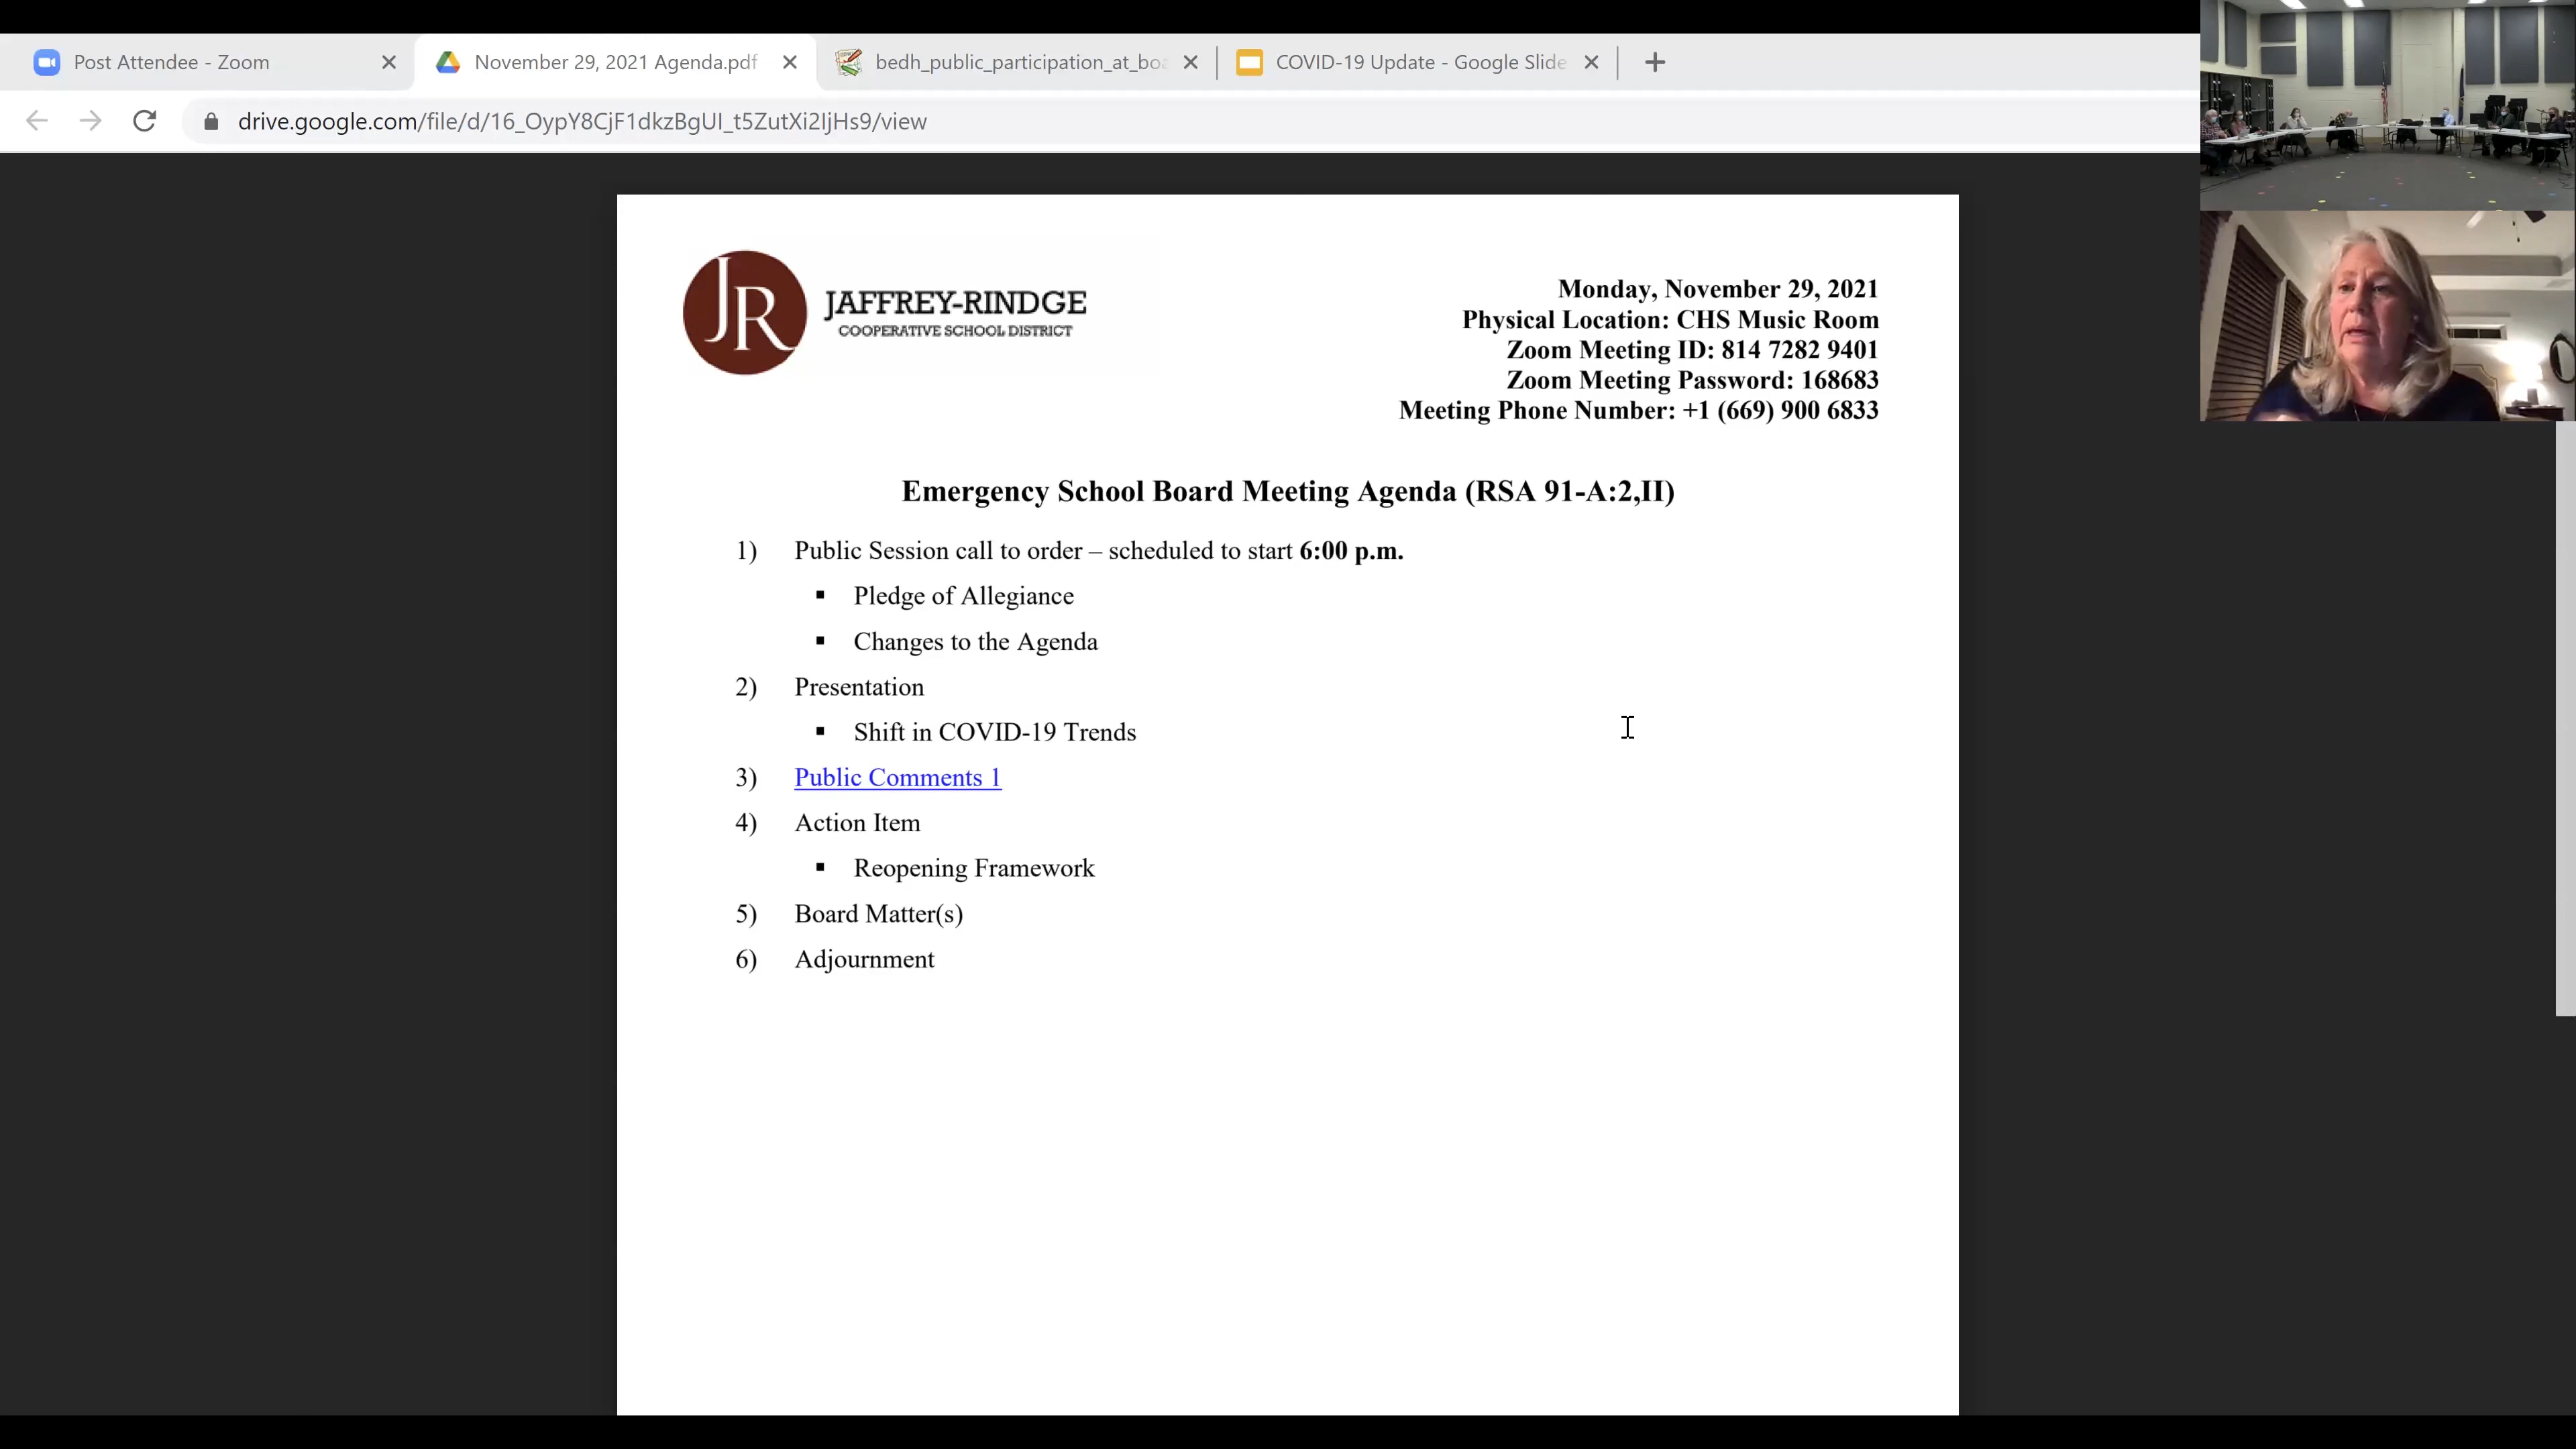 Post Attendee - Zoom
November 29, 2021 Agenda.pdf
bedh_public_participation_at_boa
COVID-19 Update - Google Slide
drive.google.com/file/d/16_OypY8CjF1dkzBgUI_t5ZutXi2IjHs9/view
JR
JAFFREY-RINDGE
COOPERATIVE SCHOOL DISTRICT
Monday, November 29, 2021
Physical Location: CHS Music Room
Zoom Meeting ID: 814 7282 9401
Zoom Meeting Password: 168683
Meeting Phone Number: +1 (669) 900 6833
Emergency School Board Meeting Agenda (RSA 91-A:2,II)
1) Public Session call to order – scheduled to start 6:00 p.m.
▪ Pledge of Allegiance
▪ Changes to the Agenda
2) Presentation
▪ Shift in COVID-19 Trends
3) Public Comments 1
4) Action Item
▪ Reopening Framework
5) Board Matter(s)
6) Adjournment